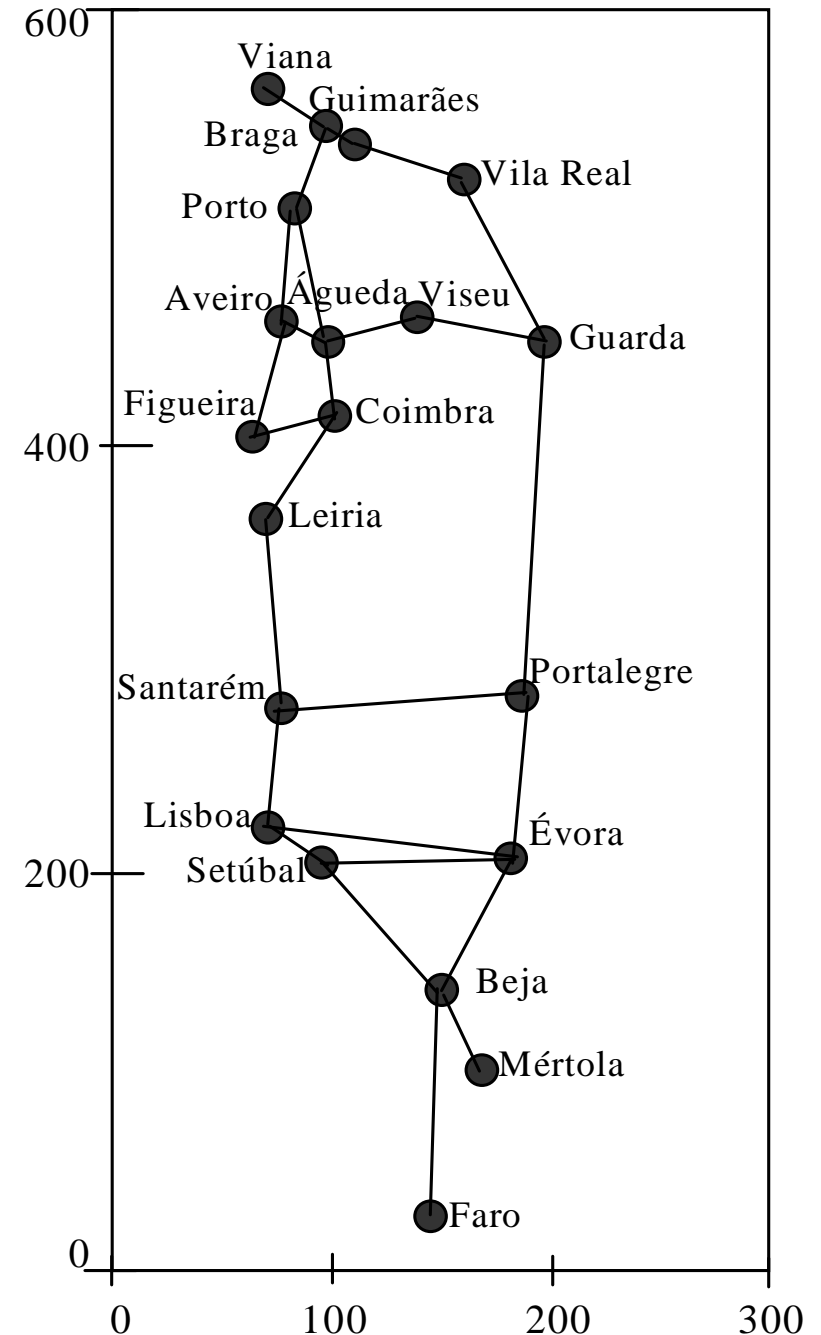 600
Viana
Guimarães
Braga
Vila Real
Porto
Aveiro Águeda Viseu
Guarda
Figueira
Coimbra
400
Leiria
Portalegre
Santarém
Lisboa
Évora
Setúbal
200
Beja
Mértola
Faro
0
0 100 200 300